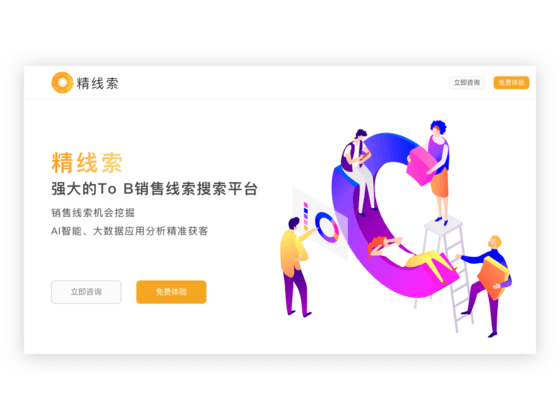 精线索
立即咨询
免费体验
精线索
强大的To B销售线索搜索平台
销售线索机会挖掘
AI智能、大数据应用分析精准获客
立即咨询
免费体验